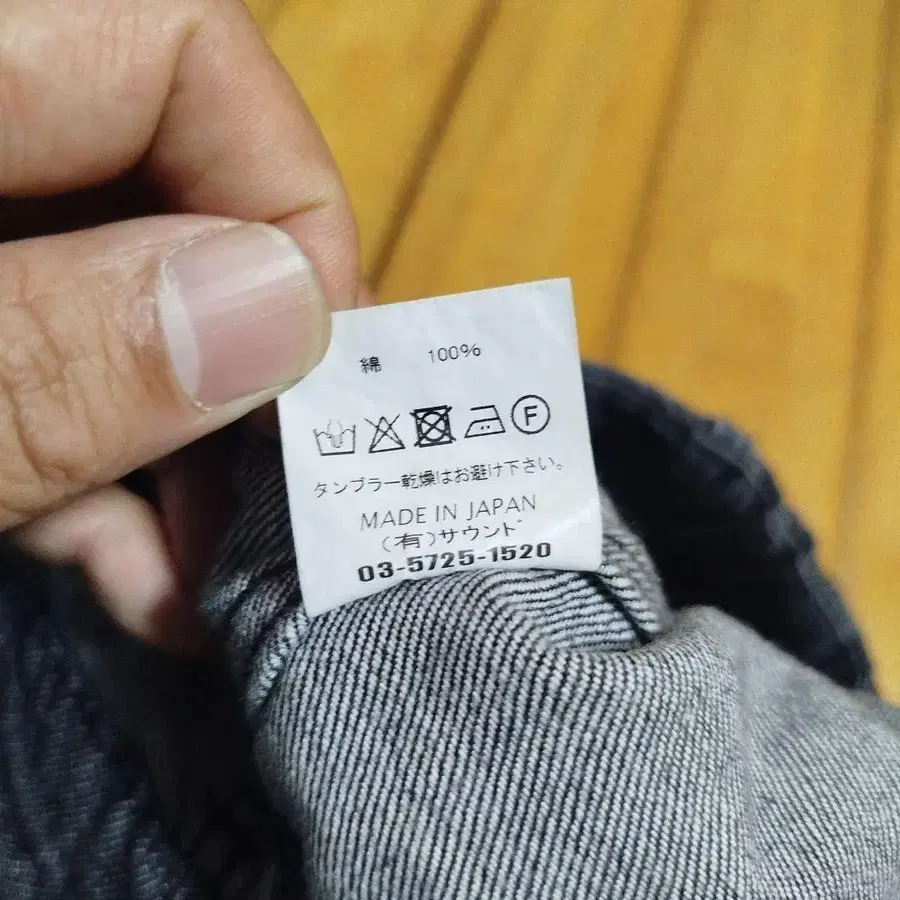 綿 100%
F
タンブラー乾燥はお避け下さい。
MADE IN JAPAN
(有)サウンド
03-5725-1520